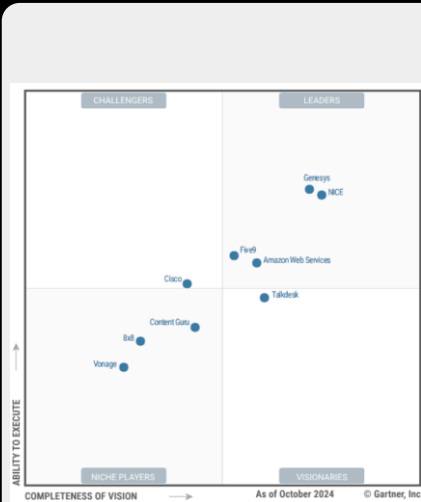 CHALLENGERS
LEADERS
Genesys
NICE
Five9
Amazon Web Services
Cisco
Talkdesk
Content Guru
8x8
Vonage
ABILITY TO EXECUTE
NICHE PLAYERS
VISIONARIES
COMPLETENESS OF VISION
As of October 2024
© Gartner, Inc